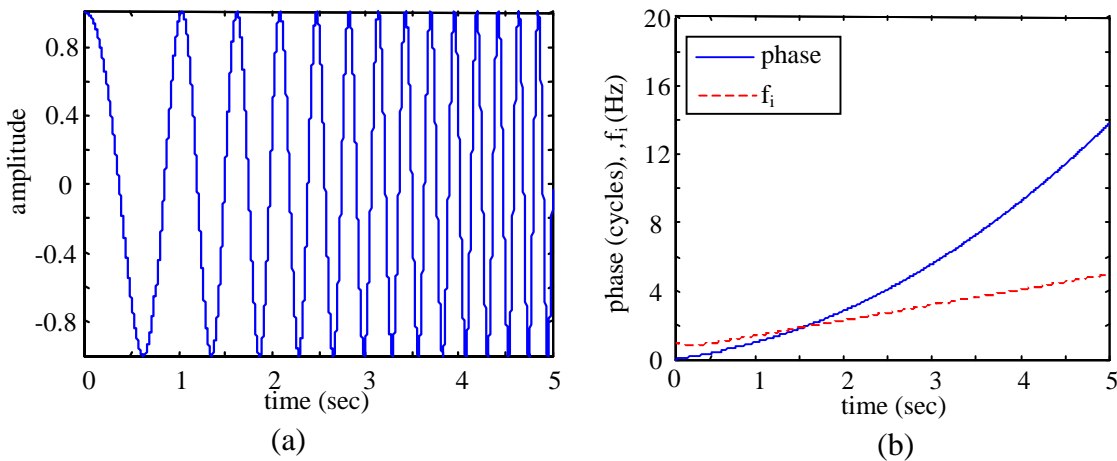 0.8
0.4
0
-0.4
-0.8
amplitude
0 1 2 3 4 5
time (sec)
(a)
20
16
12
8
4
0
phase (cycles), ,f_i (Hz)
phase
f_i
0 1 2 3 4 5
time (sec)
(b)